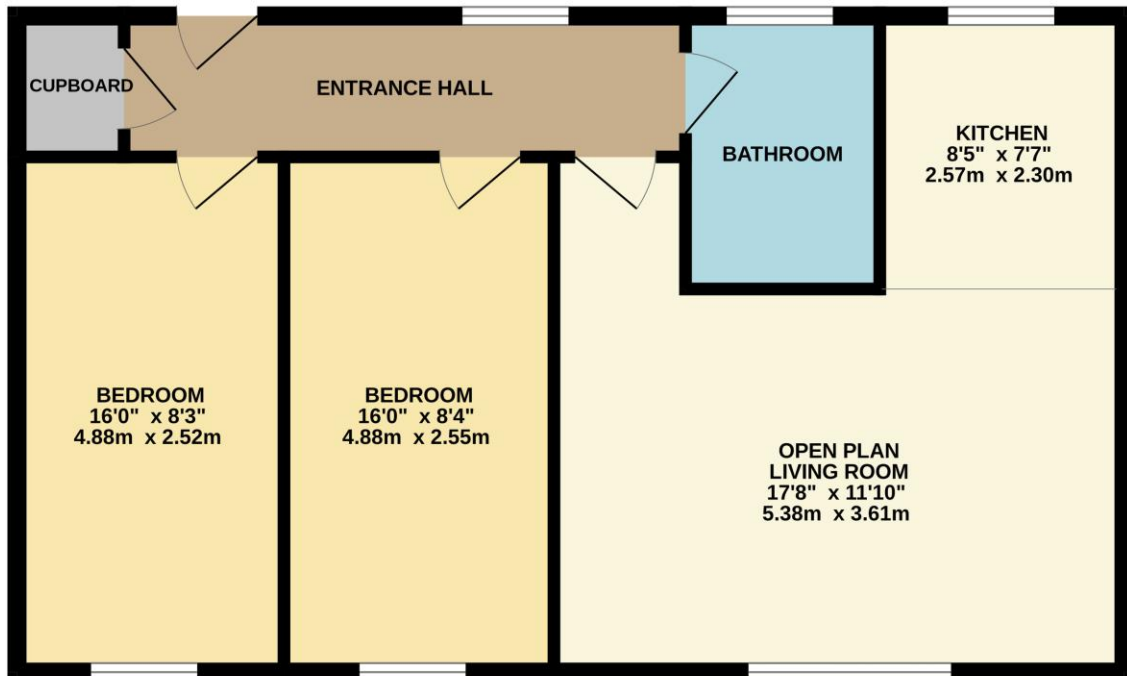 CUPBOARD
ENTRANCE HALL
BATHROOM
KITCHEN
8'5" x 7'7"
2.57m x 2.30m
BEDROOM
16'0" x 8'3"
4.88m x 2.52m
BEDROOM
16'0" x 8'4"
4.88m x 2.55m
OPEN PLAN
LIVING ROOM
17'8" x 11'10"
5.38m x 3.61m